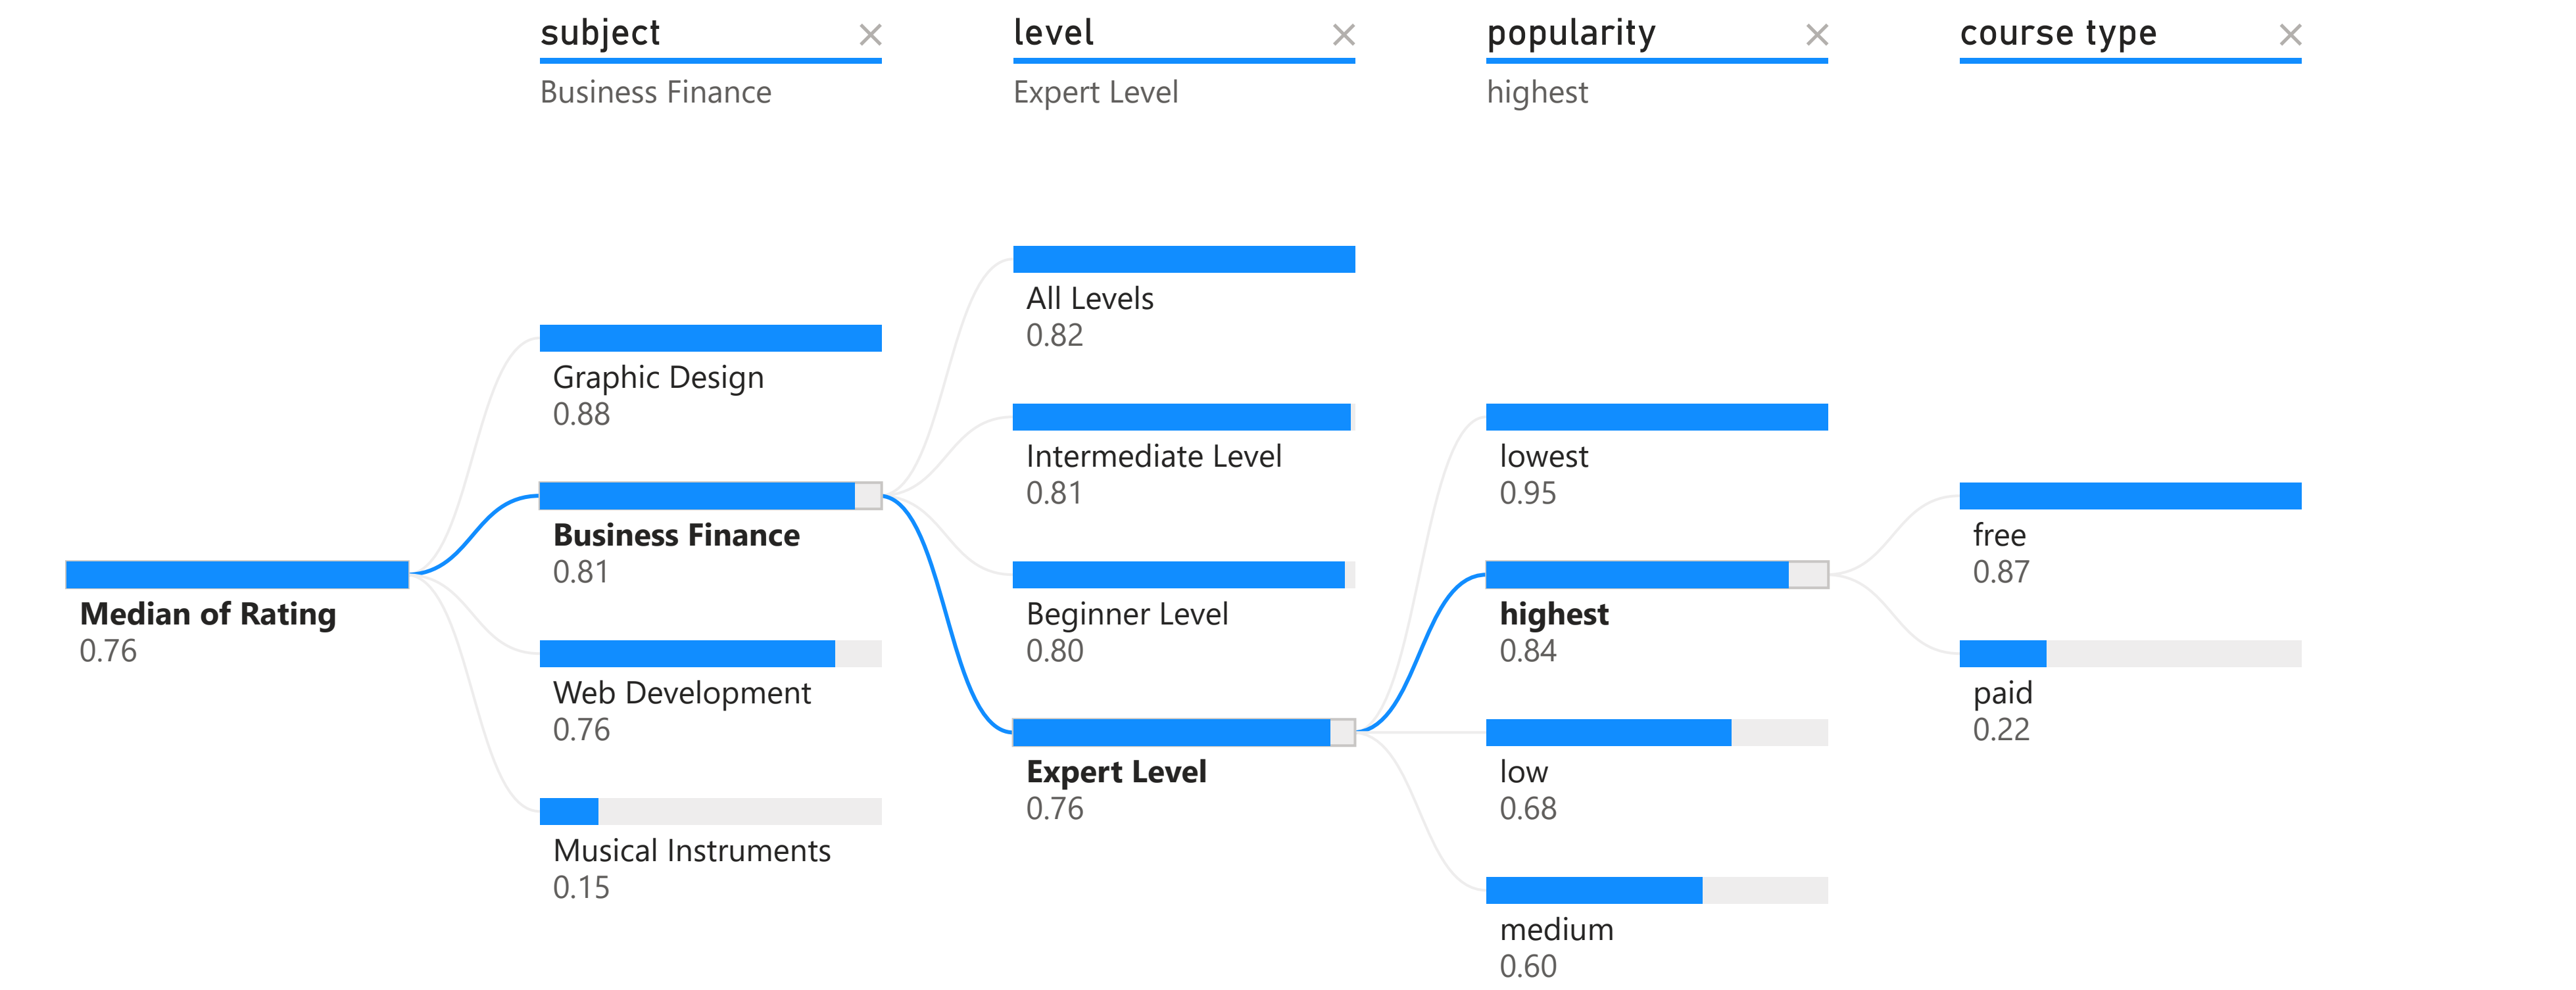 subject
level
popularity
course type
Business Finance
Expert Level
highest
Median of Rating
0.76
Graphic Design
0.88
Business Finance
0.81
Web Development
0.76
Musical Instruments
0.15
All Levels
0.82
Intermediate Level
0.81
Beginner Level
0.80
Expert Level
0.76
lowest
0.95
highest
0.84
low
0.68
medium
0.60
free
0.87
paid
0.22